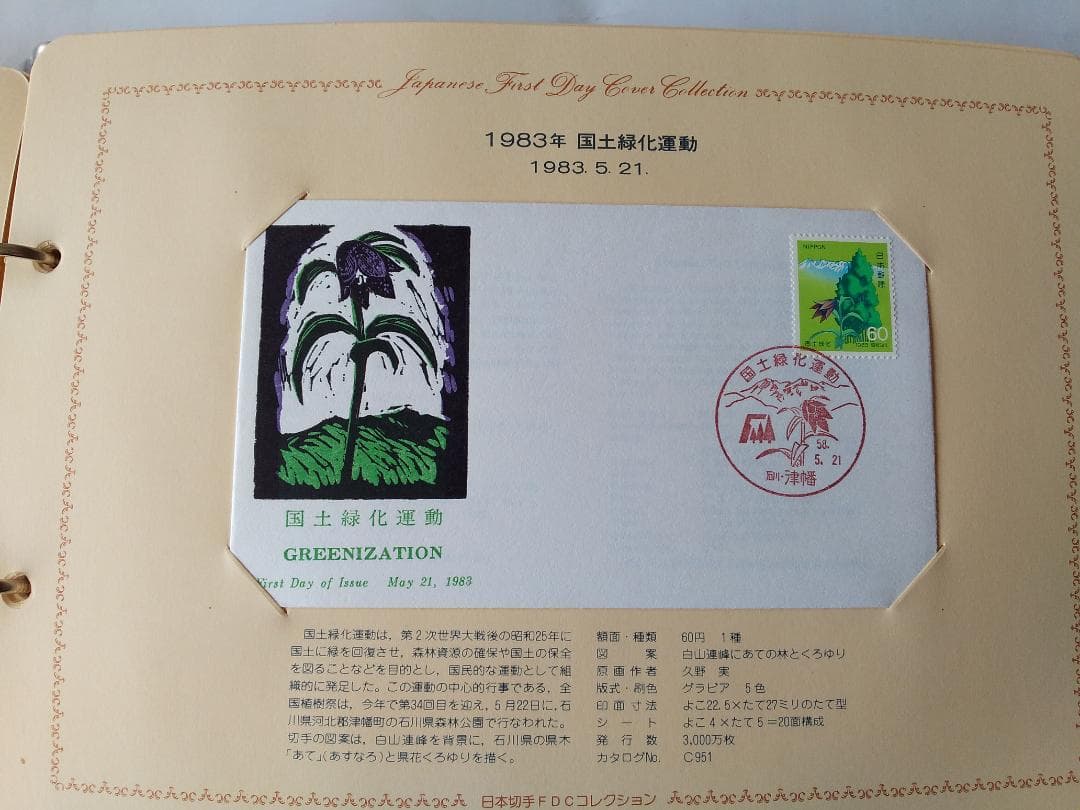 Japanese First Day Cover Collection
1983年 国土緑化運動
1983. 5. 21.
NIPPON
日本郵便
60
国土緑化
1983
国土緑化運動
58.
5. 21
石川・津幡
国土緑化運動
GREENIZATION
First Day of Issue May 21, 1983
国土緑化運動は，第2次世界大戦後の昭和25年に
国土に緑を回復させ，森林資源の確保や国土の保全
を図ることなどを目的とし，国民的な運動として組
織的に発足した。この運動の中心的行事である，全
国植樹祭は，今年で第34回目を迎え，5月22日に，石
川県河北郡津幡町の石川県森林公園で行なわれた。
切手の図案は，白山連峰を背景に，石川県の県木
「あて」（あすなろ）と県花くろゆりを描く。
額面・種類 60円 1種
図案 白山連峰にあての林とくろゆり
原画作者 久野 実
版式・刷色 グラビア 5色
印面寸法 よこ22.5×たて27ミリのたて型
シート よこ4×たて5＝20面構成
発行数 3,000万枚
カタログNo. C951
日本切手FDCコレクション